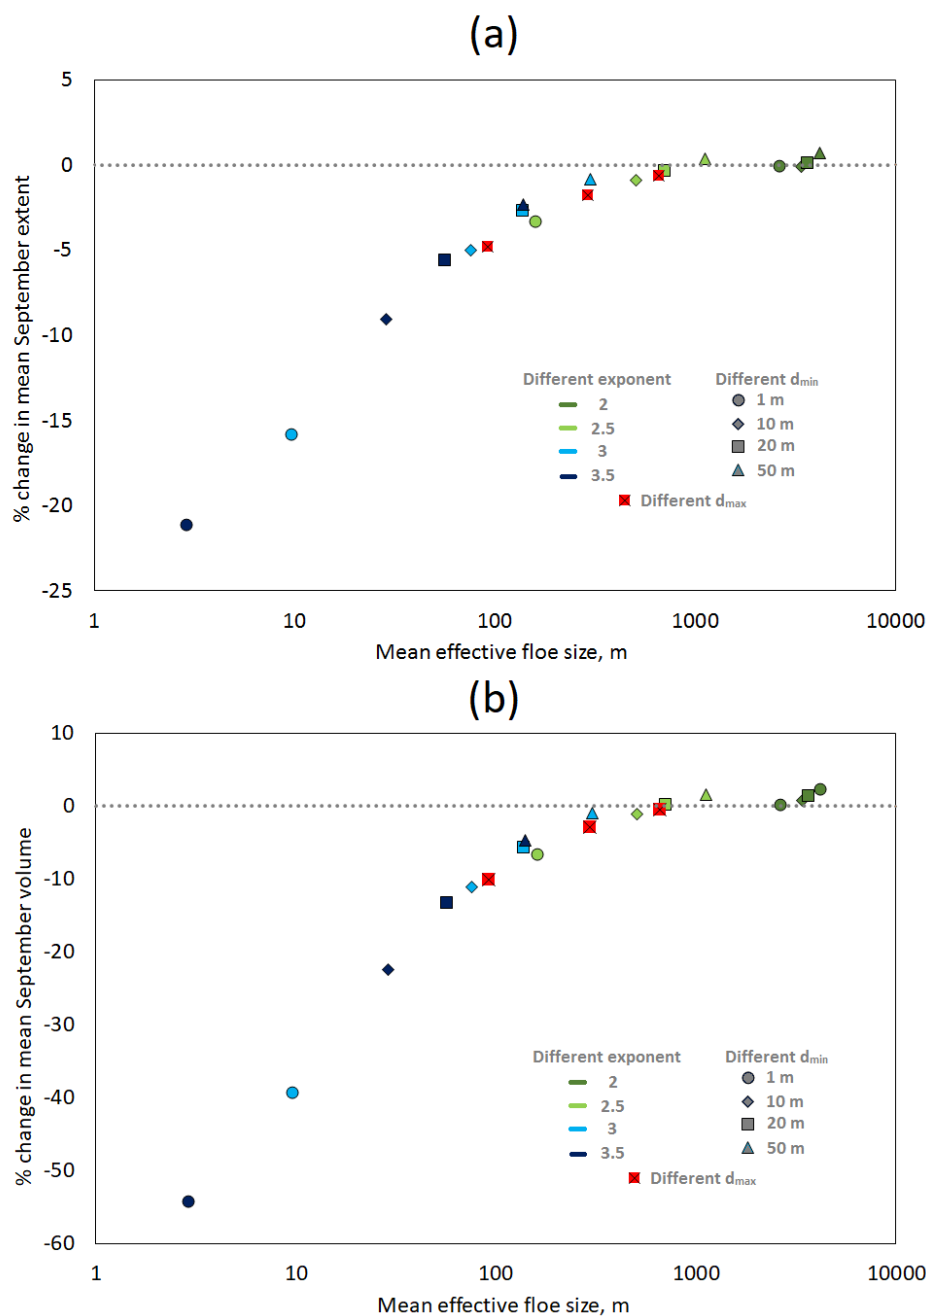 (a)
% change in mean September extent
5
0
-5
-10
-15
-20
-25
Different exponent
2
2.5
3
3.5
Different dmin
1 m
10 m
20 m
50 m
Different dmax
1
10
100
1000
10000
Mean effective floe size, m
(b)
% change in mean September volume
10
0
-10
-20
-30
-40
-50
-60
Different exponent
2
2.5
3
3.5
Different dmin
1 m
10 m
20 m
50 m
Different dmax
1
10
100
1000
10000
Mean effective floe size, m